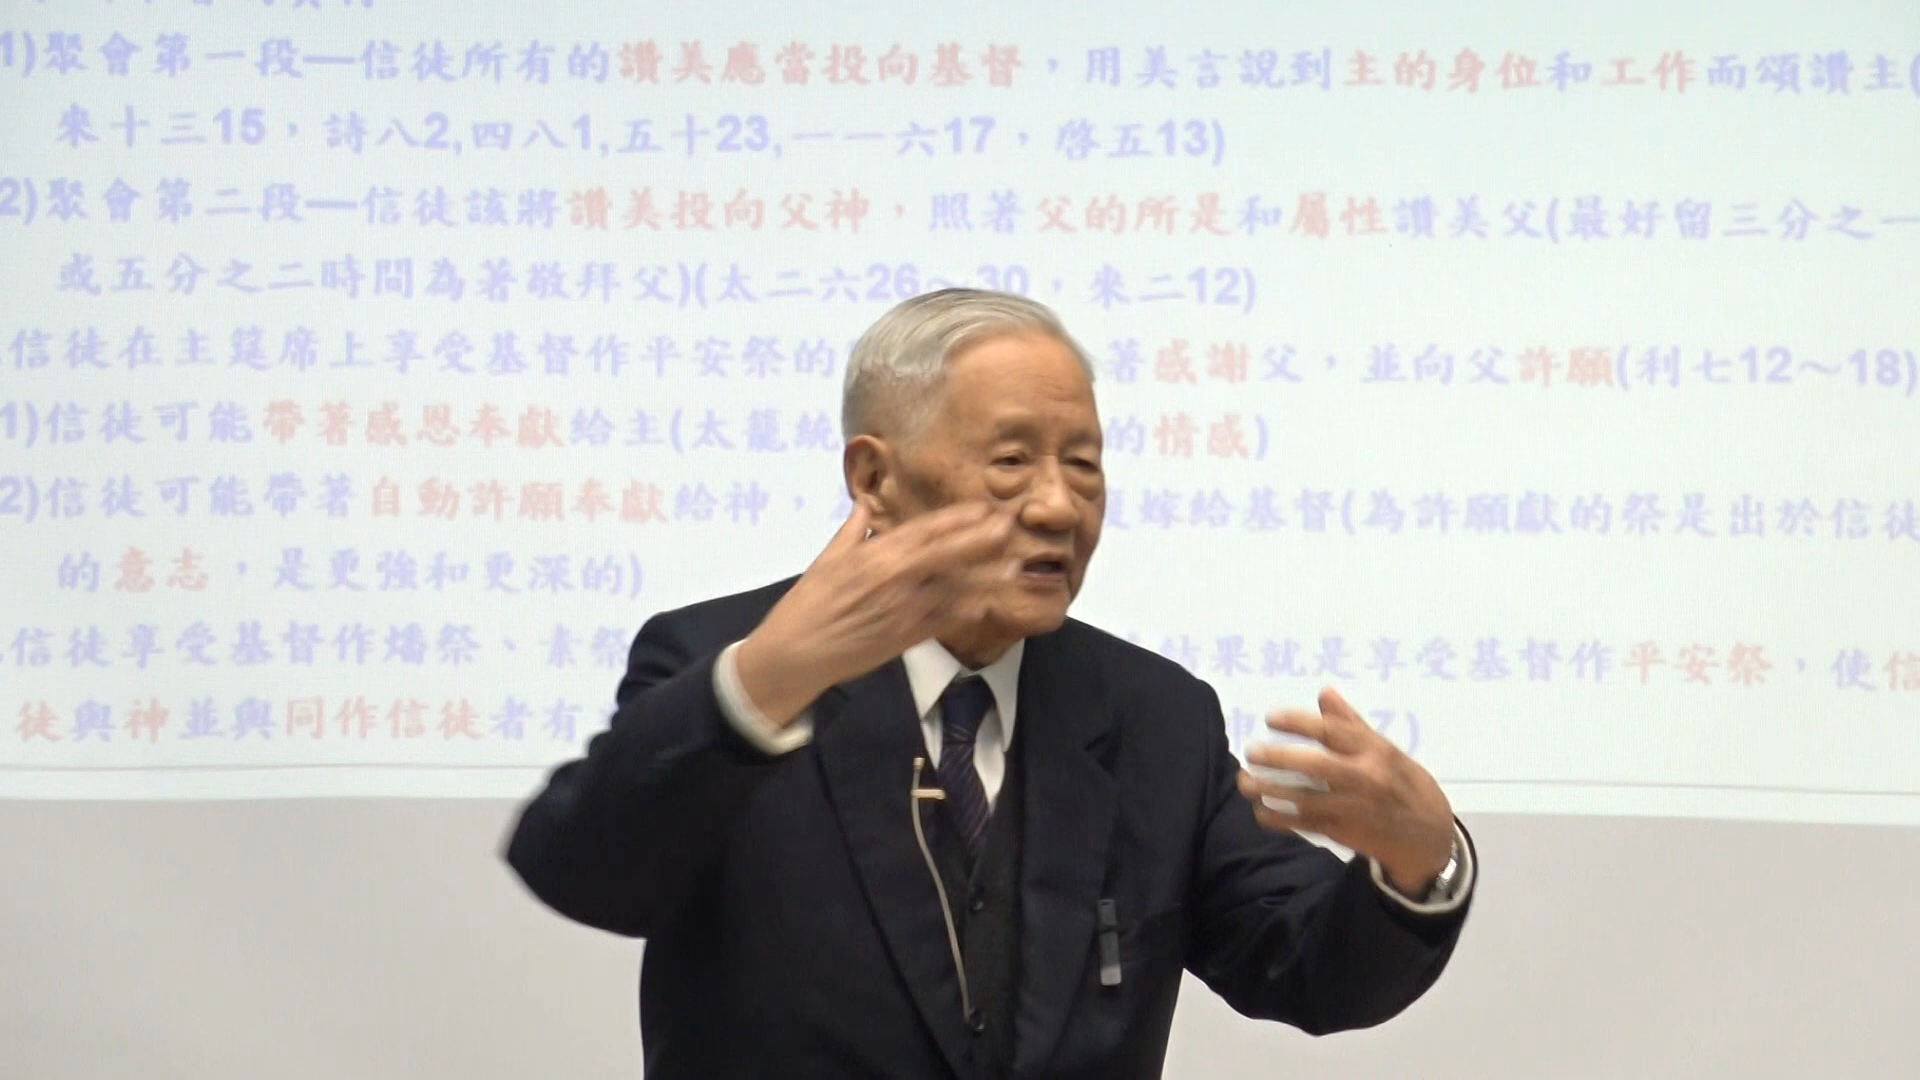 1)聚會第一段—信徒所有的讚美應當投向基督，用美言說到主的身位和工作而頌讚主(
來十三15，詩八2,四八1,五十23,一一六17，啓五13)
2)聚會第二段—信徒該將讚美投向父神，照著父的所是和屬性讚美父(最好留三分之一
或五分之二時間為著敬拜父)(太二六26～30，來二12)
信徒在主筵席上享受基督作平安祭的 著感謝父，並向父許願(利七12～18)
1)信徒可能帶著感恩奉獻給主(太籠統 的情感)
2)信徒可能帶著自動許願奉獻給神， 嫁給基督(為許願獻的祭是出於信徒
的意志，是更強和更深的)
信徒享受基督作燔祭、素祭 結果就是享受基督作平安祭，使信
徒與神並與同作信徒者有 7)